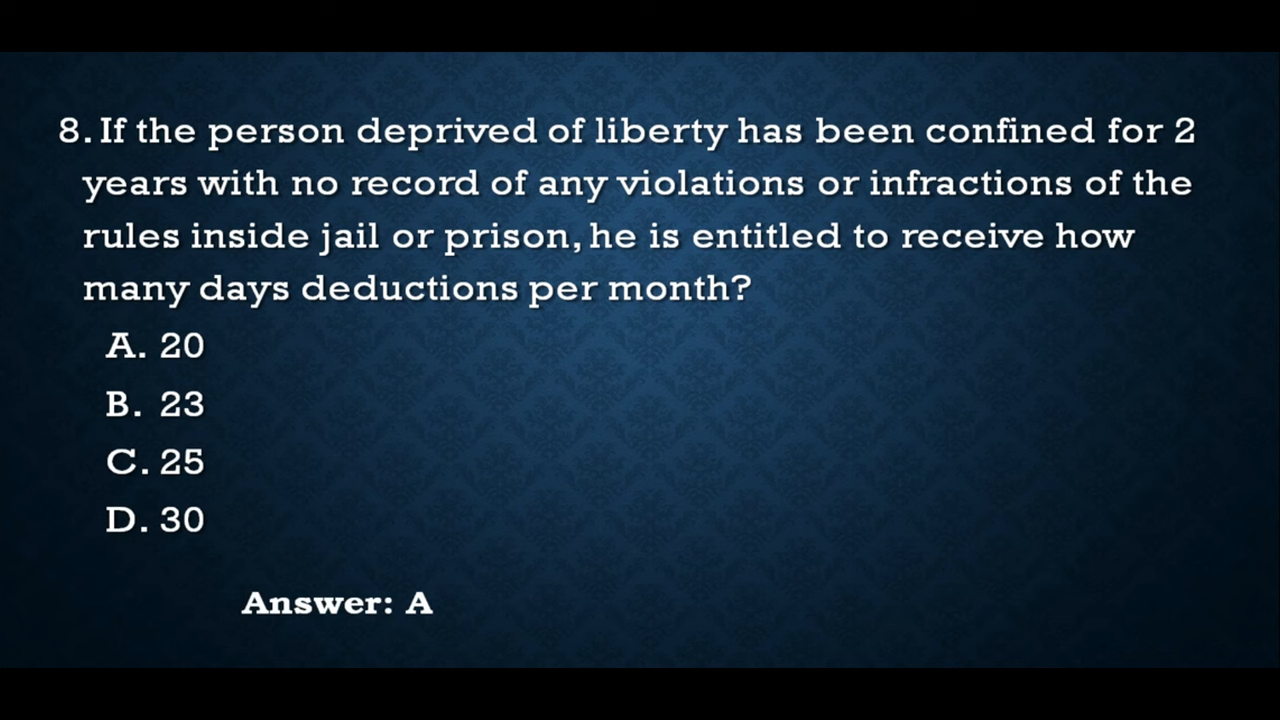 8. If the person deprived of liberty has been confined for 2
years with no record of any violations or infractions of the
rules inside jail or prison, he is entitled to receive how
many days deductions per month?
A. 20
B. 23
C. 25
D. 30
Answer: A